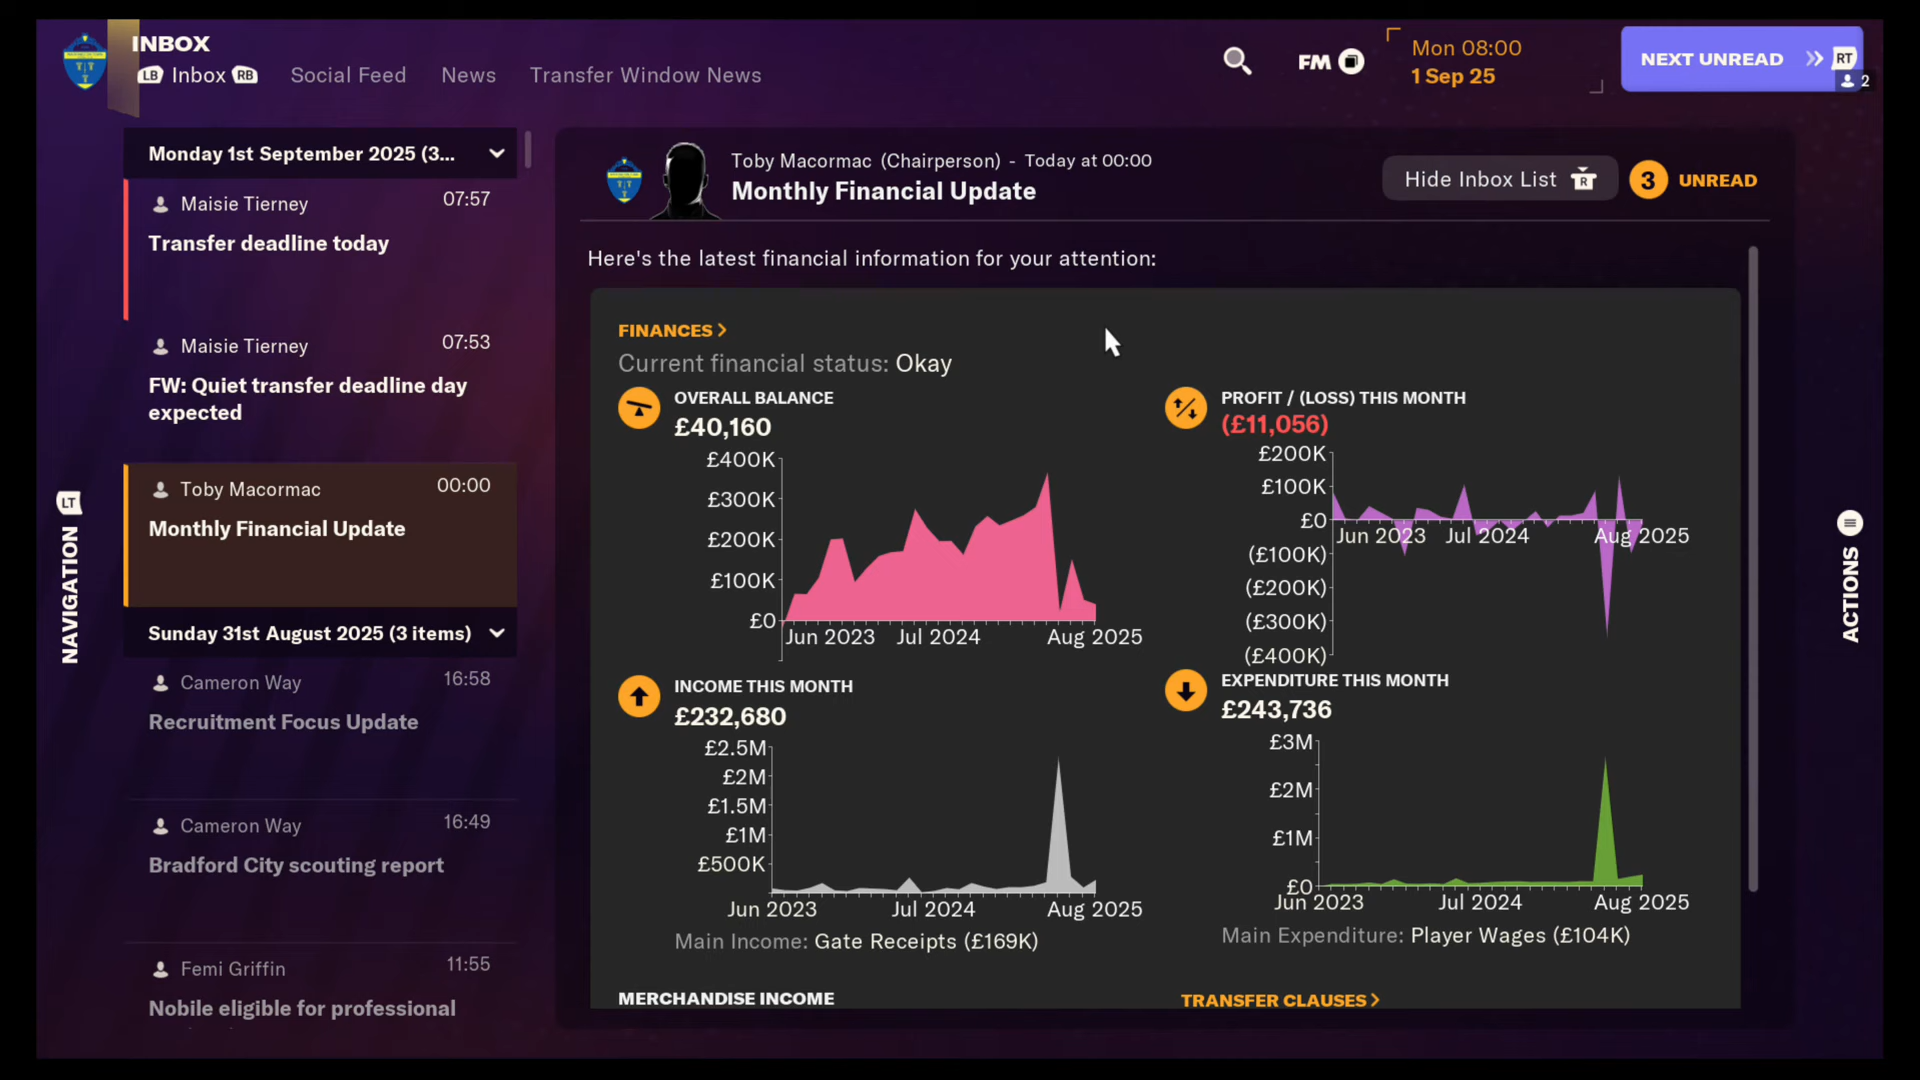 INBOX
LB Inbox RB Social Feed News Transfer Window News
FM
Mon 08:00
1 Sep 25
NEXT UNREAD RT
2
NAVIGATION LT
Monday 1st September 2025 (3...
Maisie Tierney 07:57
Transfer deadline today
Maisie Tierney 07:53
FW: Quiet transfer deadline day
expected
Toby Macormac 00:00
Monthly Financial Update
Sunday 31st August 2025 (3 items)
Cameron Way 16:58
Recruitment Focus Update
Cameron Way 16:49
Bradford City scouting report
Femi Griffin 11:55
Nobile eligible for professional
Toby Macormac (Chairperson) - Today at 00:00
Monthly Financial Update
Hide Inbox List R
3 UNREAD
Here's the latest financial information for your attention:
FINANCES
Current financial status: Okay
OVERALL BALANCE
£40,160
£400K
£300K
£200K
£100K
£0
Jun 2023 Jul 2024 Aug 2025
PROFIT / (LOSS) THIS MONTH
(£11,056)
£200K
£100K
£0
Jun 2023 Jul 2024 Aug 2025
(£100K)
(£200K)
(£300K)
(£400K)
INCOME THIS MONTH
£232,680
£2.5M
£2M
£1.5M
£1M
£500K
Jun 2023 Jul 2024 Aug 2025
Main Income: Gate Receipts (£169K)
EXPENDITURE THIS MONTH
£243,736
£3M
£2M
£1M
£0
Jun 2023 Jul 2024 Aug 2025
Main Expenditure: Player Wages (£104K)
MERCHANDISE INCOME
TRANSFER CLAUSES
ACTIONS